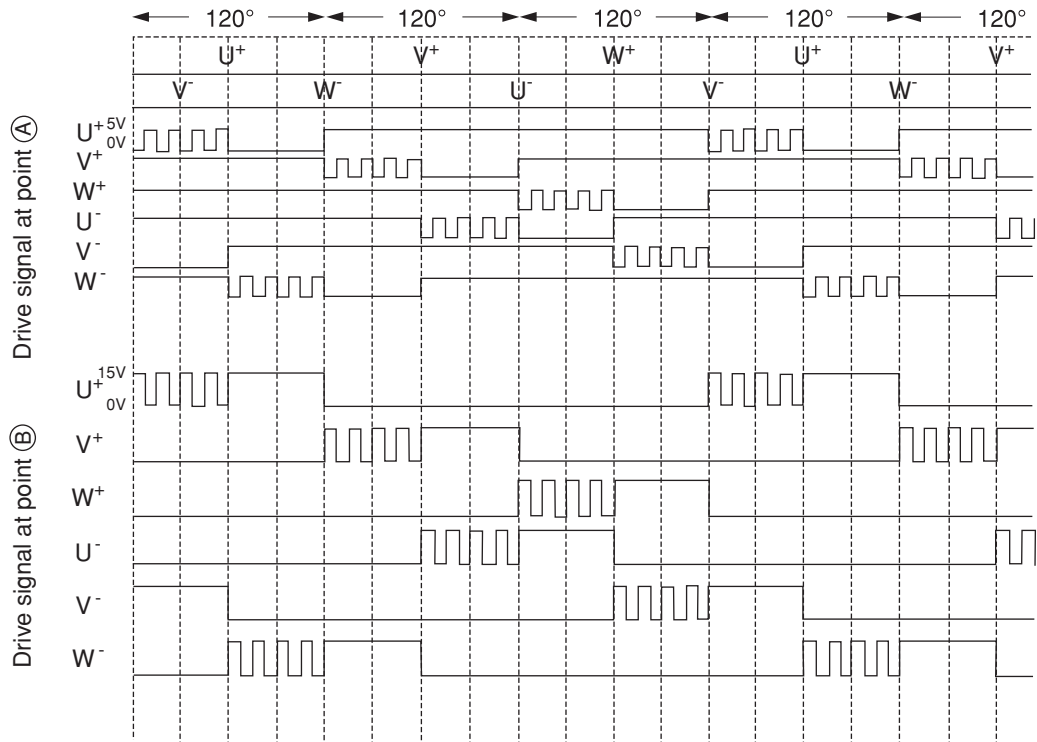 120° 120° 120° 120° 120°
U⁺ V⁺ W⁺ U⁺ V⁺
V⁻ W⁻ U⁻ V⁻ W⁻
Drive signal at point Ⓐ
U⁺ 5V 0V
V⁺
W⁺
U⁻
V⁻
W⁻
Drive signal at point Ⓑ
U⁺ 15V 0V
V⁺
W⁺
U⁻
V⁻
W⁻